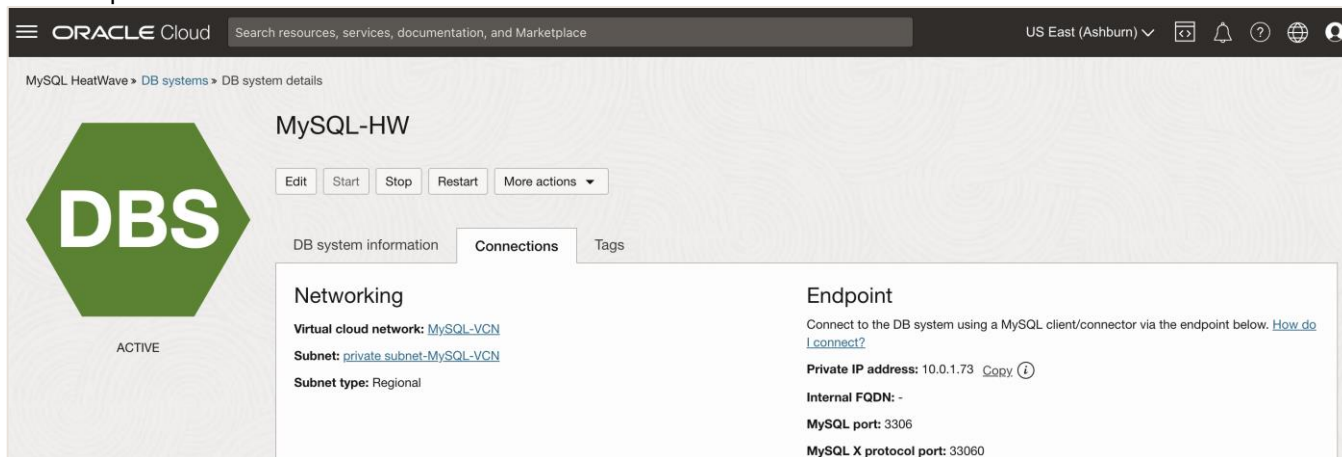 ORACLE Cloud
Search resources, services, documentation, and Marketplace
US East (Ashburn)
MySQL HeatWave » DB systems » DB system details
DBS
ACTIVE
MySQL-HW
Edit Start Stop Restart More actions
DB system information Connections Tags
Networking
Virtual cloud network: MySQL-VCN
Subnet: private subnet-MySQL-VCN
Subnet type: Regional
Endpoint
Connect to the DB system using a MySQL client/connector via the endpoint below. How do
I connect?
Private IP address: 10.0.1.73 Copy
Internal FQDN: -
MySQL port: 3306
MySQL X protocol port: 33060